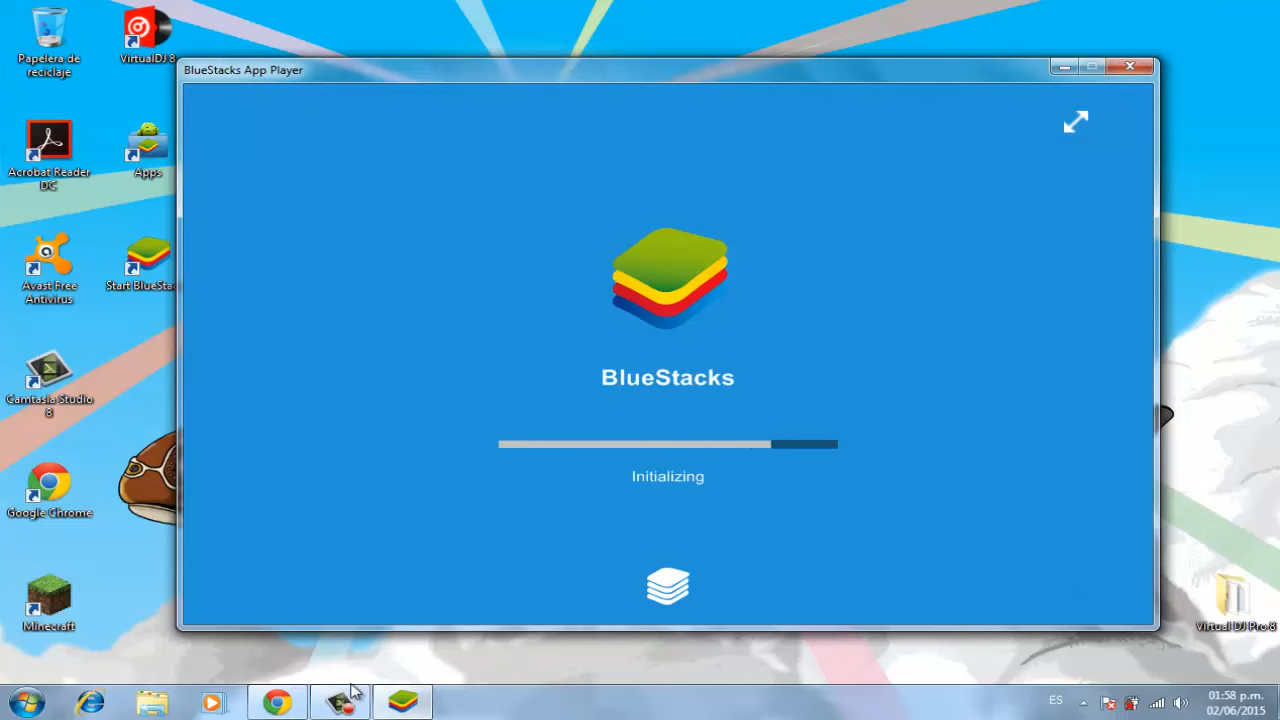 Papelera de
reciclaje
VirtualDJ 8
BlueStacks App Player
Acrobat Reader
DC
Apps
Avast Free
Antivirus
Start BlueStac
Camtasia Studio
8
Google Chrome
Minecraft
BlueStacks
Initializing
Virtual DJ Pro 8
ES
01:58 p.m.
02/06/2015